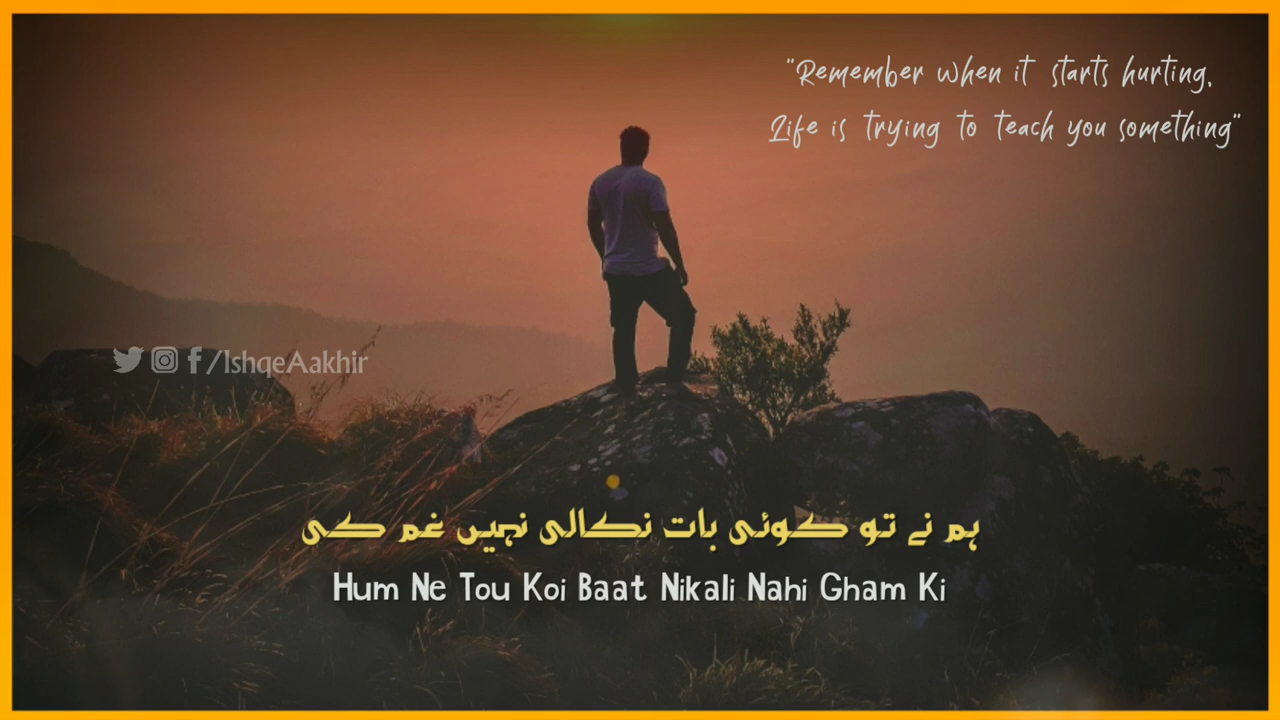 "Remember when it starts hurting,
Life is trying to teach you something"
/IshqeAakhir
ہم نے تو کوئی بات نکالی نہیں غم کی
Hum Ne Tou Koi Baat Nikali Nahi Gham Ki